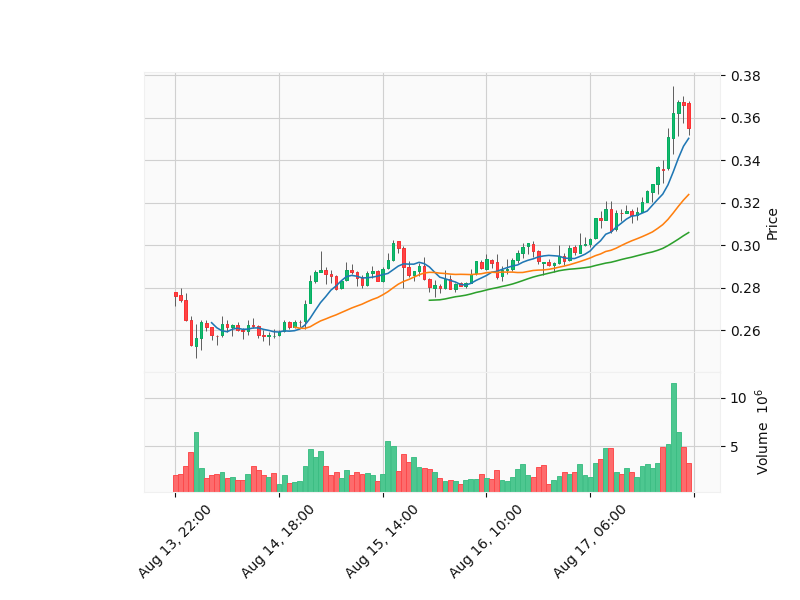 0.38
0.36
0.34
0.32
0.30
0.28
0.26
Price
10
5
Volume 10⁶
Aug 13, 22:00
Aug 14, 18:00
Aug 15, 14:00
Aug 16, 10:00
Aug 17, 06:00